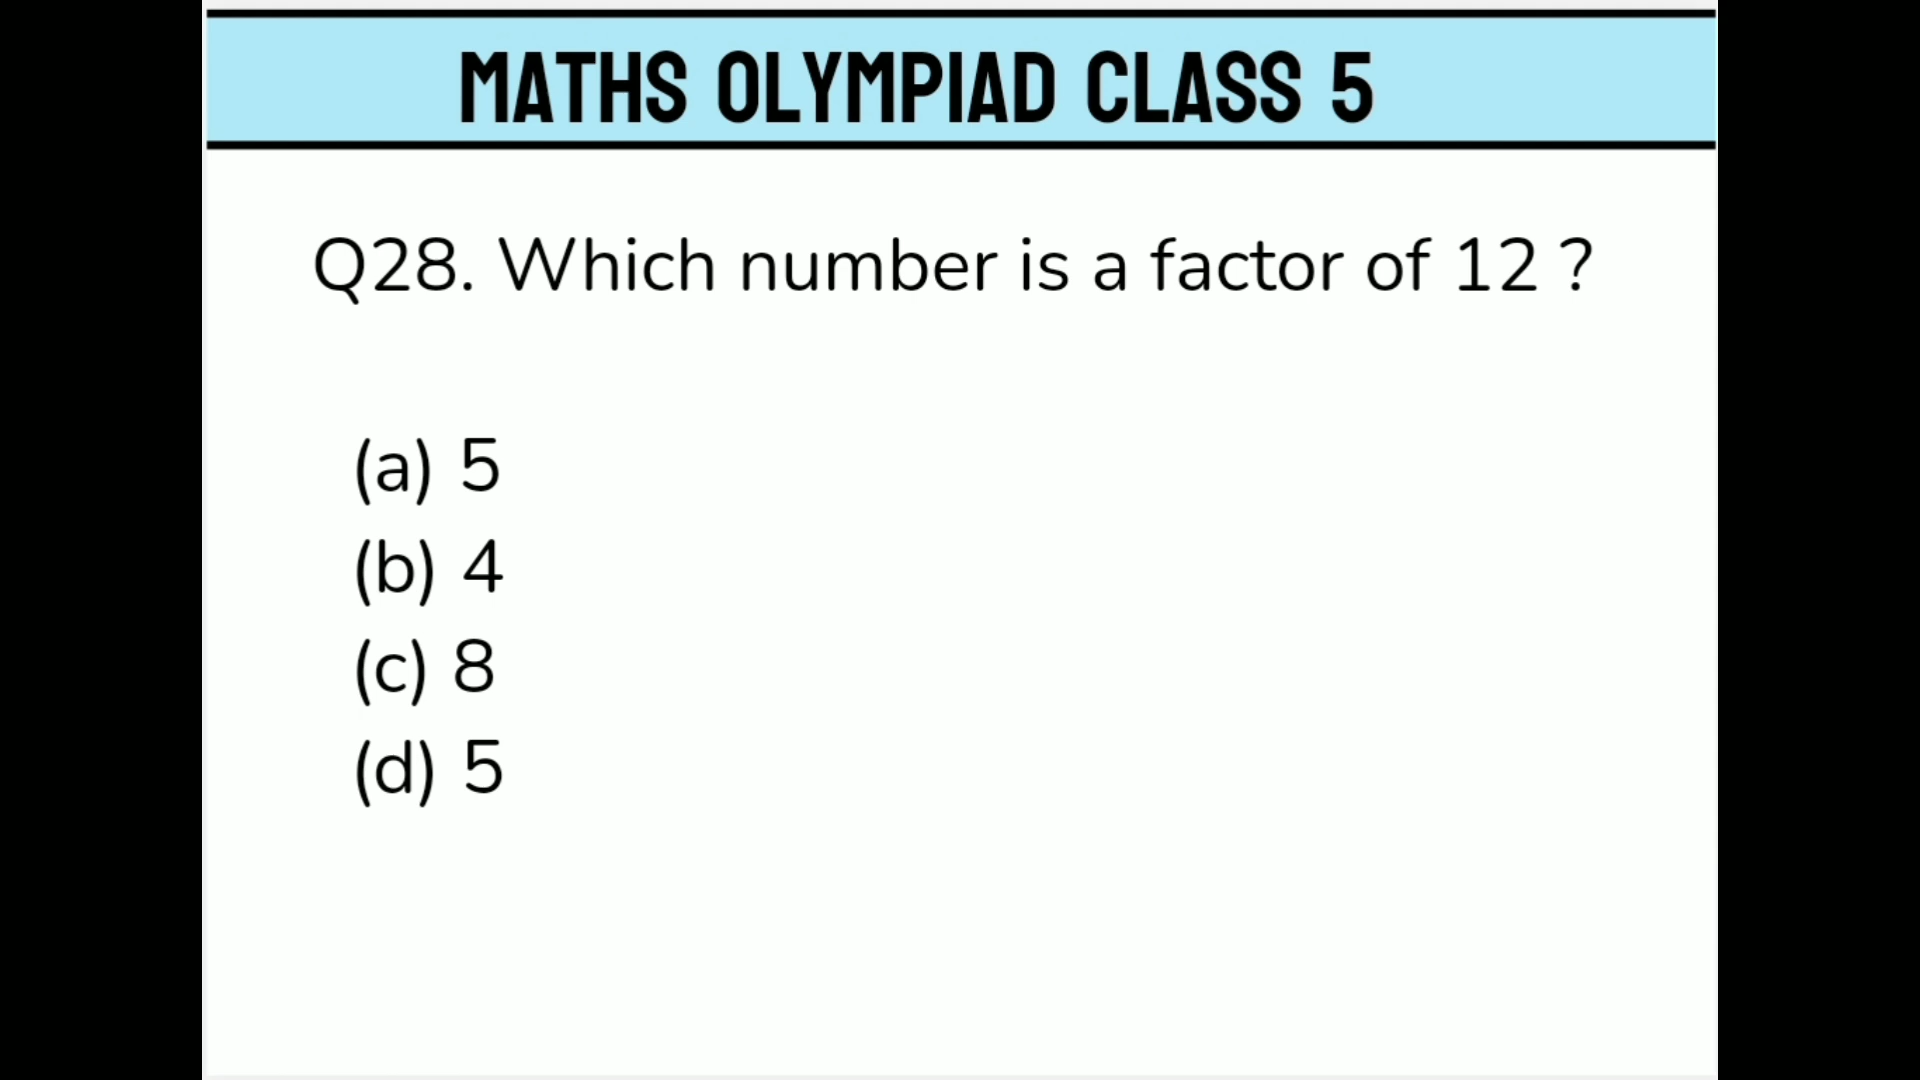 MATHS OLYMPIAD CLASS 5
Q28. Which number is a factor of 12 ?
(a) 5
(b) 4
(c) 8
(d) 5